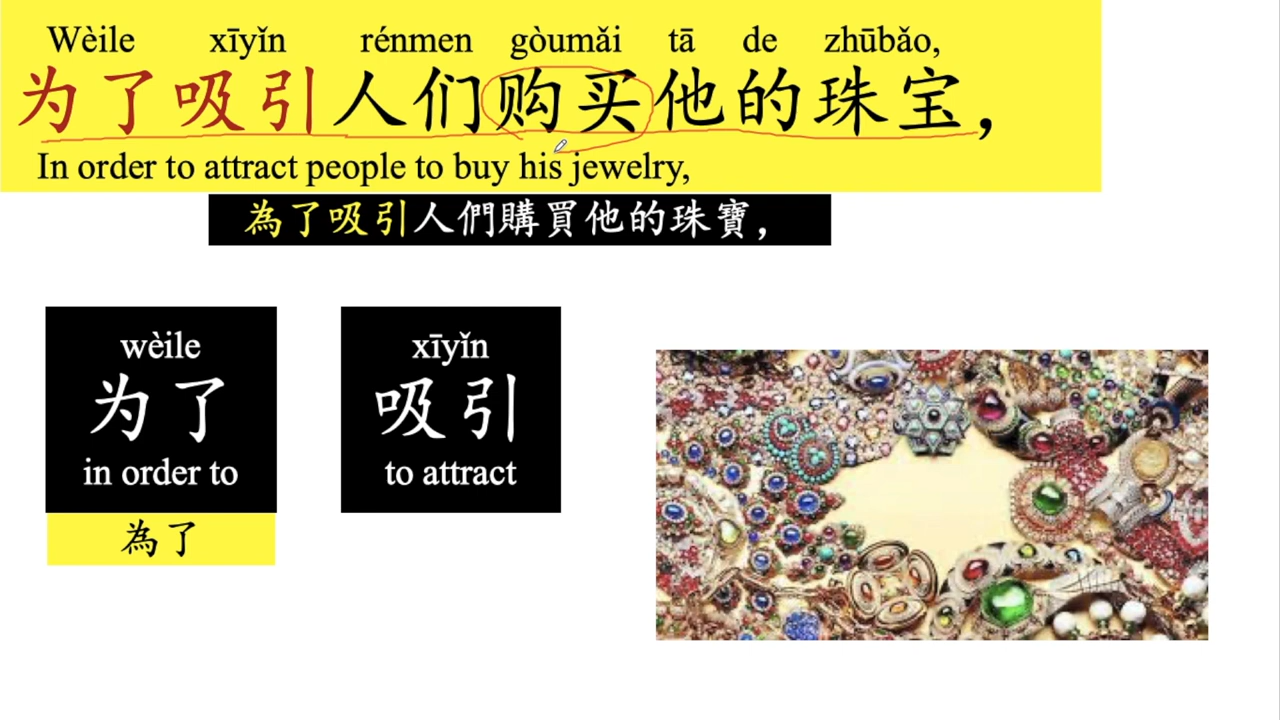 Wèile xīyǐn rénmen gòumǎi tā de zhūbǎo,
为了吸引人们购买他的珠宝，
In order to attract people to buy his jewelry,
為了吸引人們購買他的珠寶，
wèile
为了
in order to
為了
xīyǐn
吸引
to attract